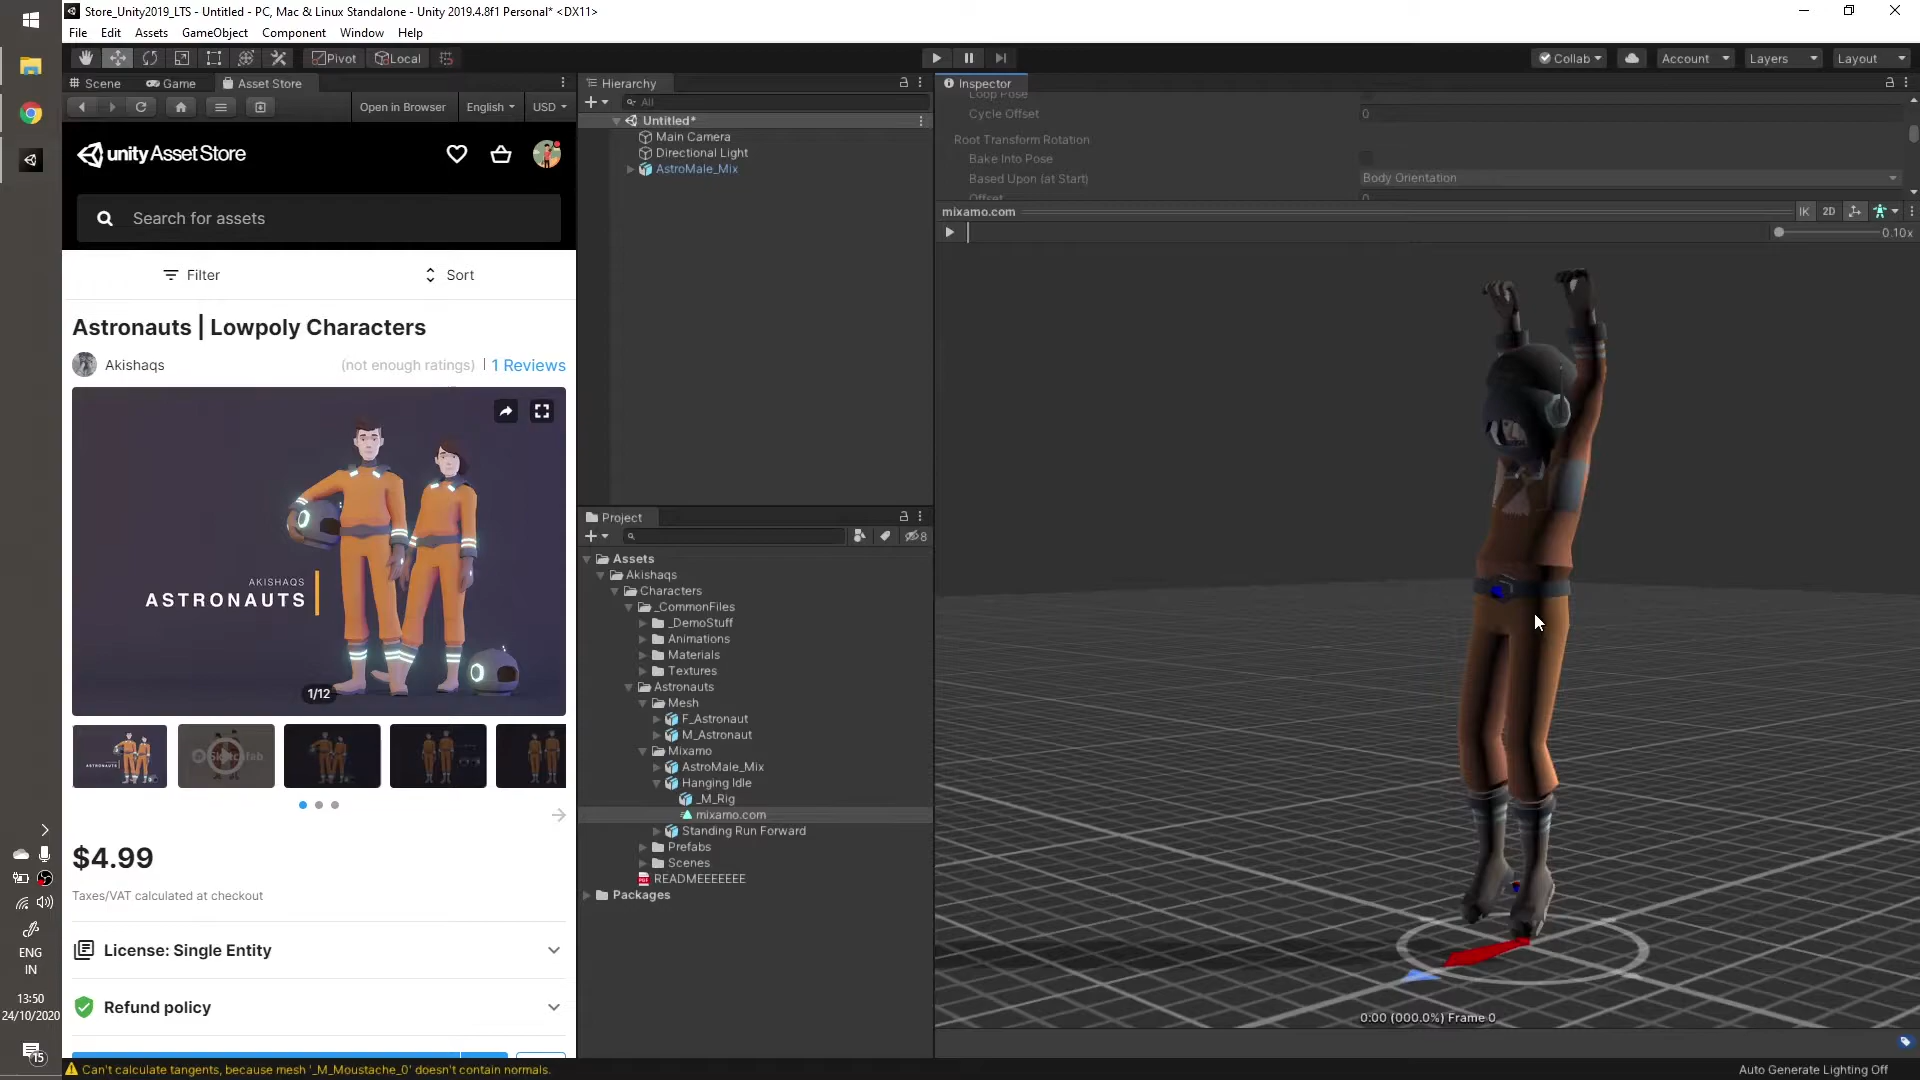 Store_Unity2019_LTS - Untitled - PC, Mac & Linux Standalone - Unity 2019.4.8f1 Personal* <DX11>
File Edit Assets GameObject Component Window Help
Pivot Local Collab Account Layers Layout
Scene Game Asset Store
Open in Browser English USD
unity Asset Store
Search for assets
Filter Sort
Astronauts | Lowpoly Characters
Akishaqs (not enough ratings) | 1 Reviews
AKISHAQS
ASTRONAUTS
1/12
$4.99
Taxes/VAT calculated at checkout
License: Single Entity
Refund policy
Hierarchy
All
Untitled*
Main Camera
Directional Light
AstroMale_Mix
Project
8
Assets
Akishaqs
Characters
_CommonFiles
_DemoStuff
Animations
Materials
Textures
Astronauts
Mesh
F_Astronaut
M_Astronaut
Mixamo
AstroMale_Mix
Hanging Idle
_M_Rig
mixamo.com
Standing Run Forward
Prefabs
Scenes
READMEEEEEEE
Packages
Inspector
Loop Pose
Cycle Offset 0
Root Transform Rotation
Bake Into Pose
Based Upon (at Start) Body Orientation
Offset 0
mixamo.com IK 2D
0.10x
0:00 (000.0%) Frame 0
ENG
IN
13:50
24/10/2020
15
Can't calculate tangents, because mesh '_M_Moustache_0' doesn't contain normals.
Auto Generate Lighting Off